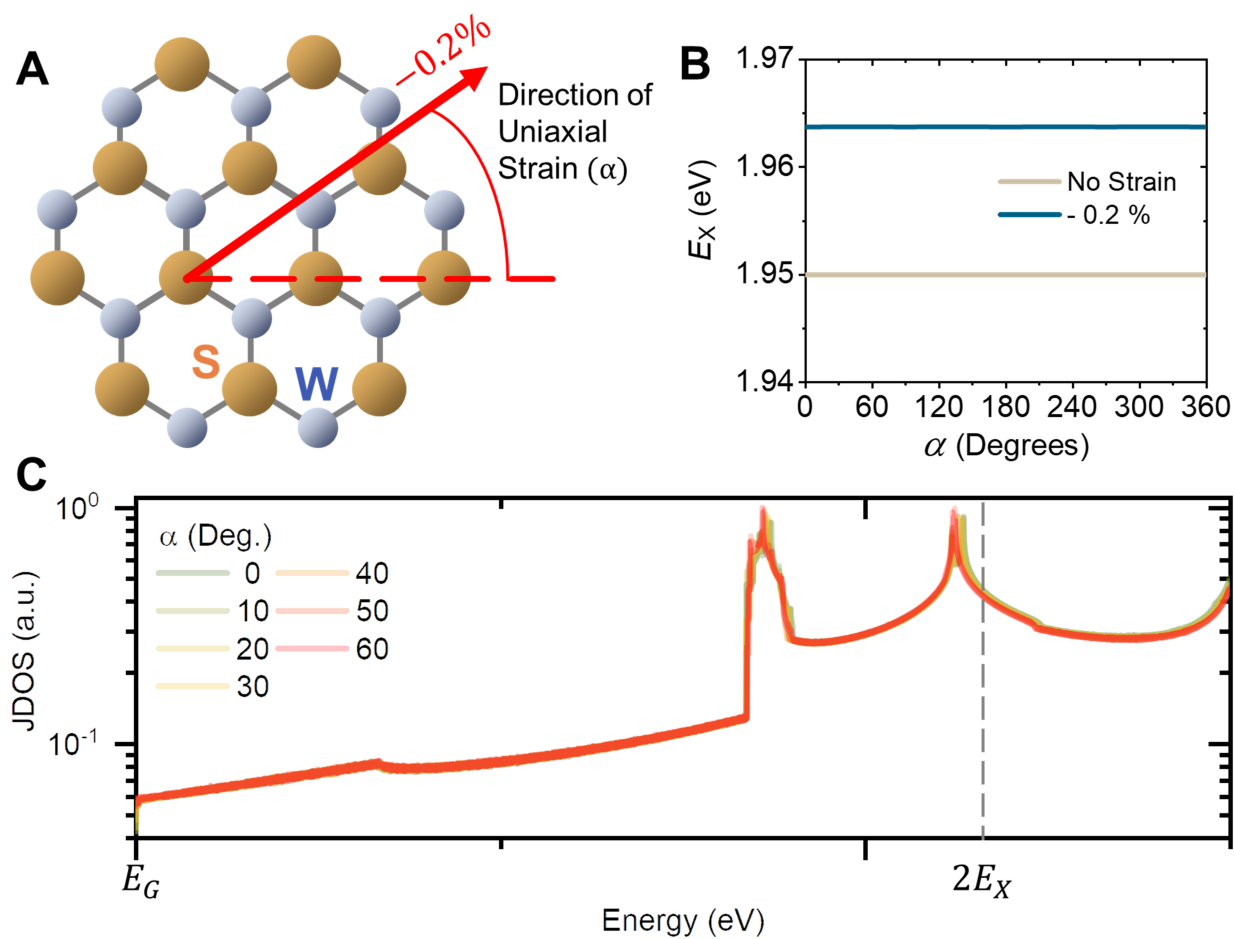 A
−0.2%
Direction of
Uniaxial
Strain (α)
S
W
B
1.97
1.96
1.95
1.94
E_X (eV)
No Strain
- 0.2 %
0 60 120 180 240 300 360
α (Degrees)
C
10⁰
10⁻¹
JDOS (a.u.)
α (Deg.)
0 40
10 50
20 60
30
E_G 2E_X
Energy (eV)